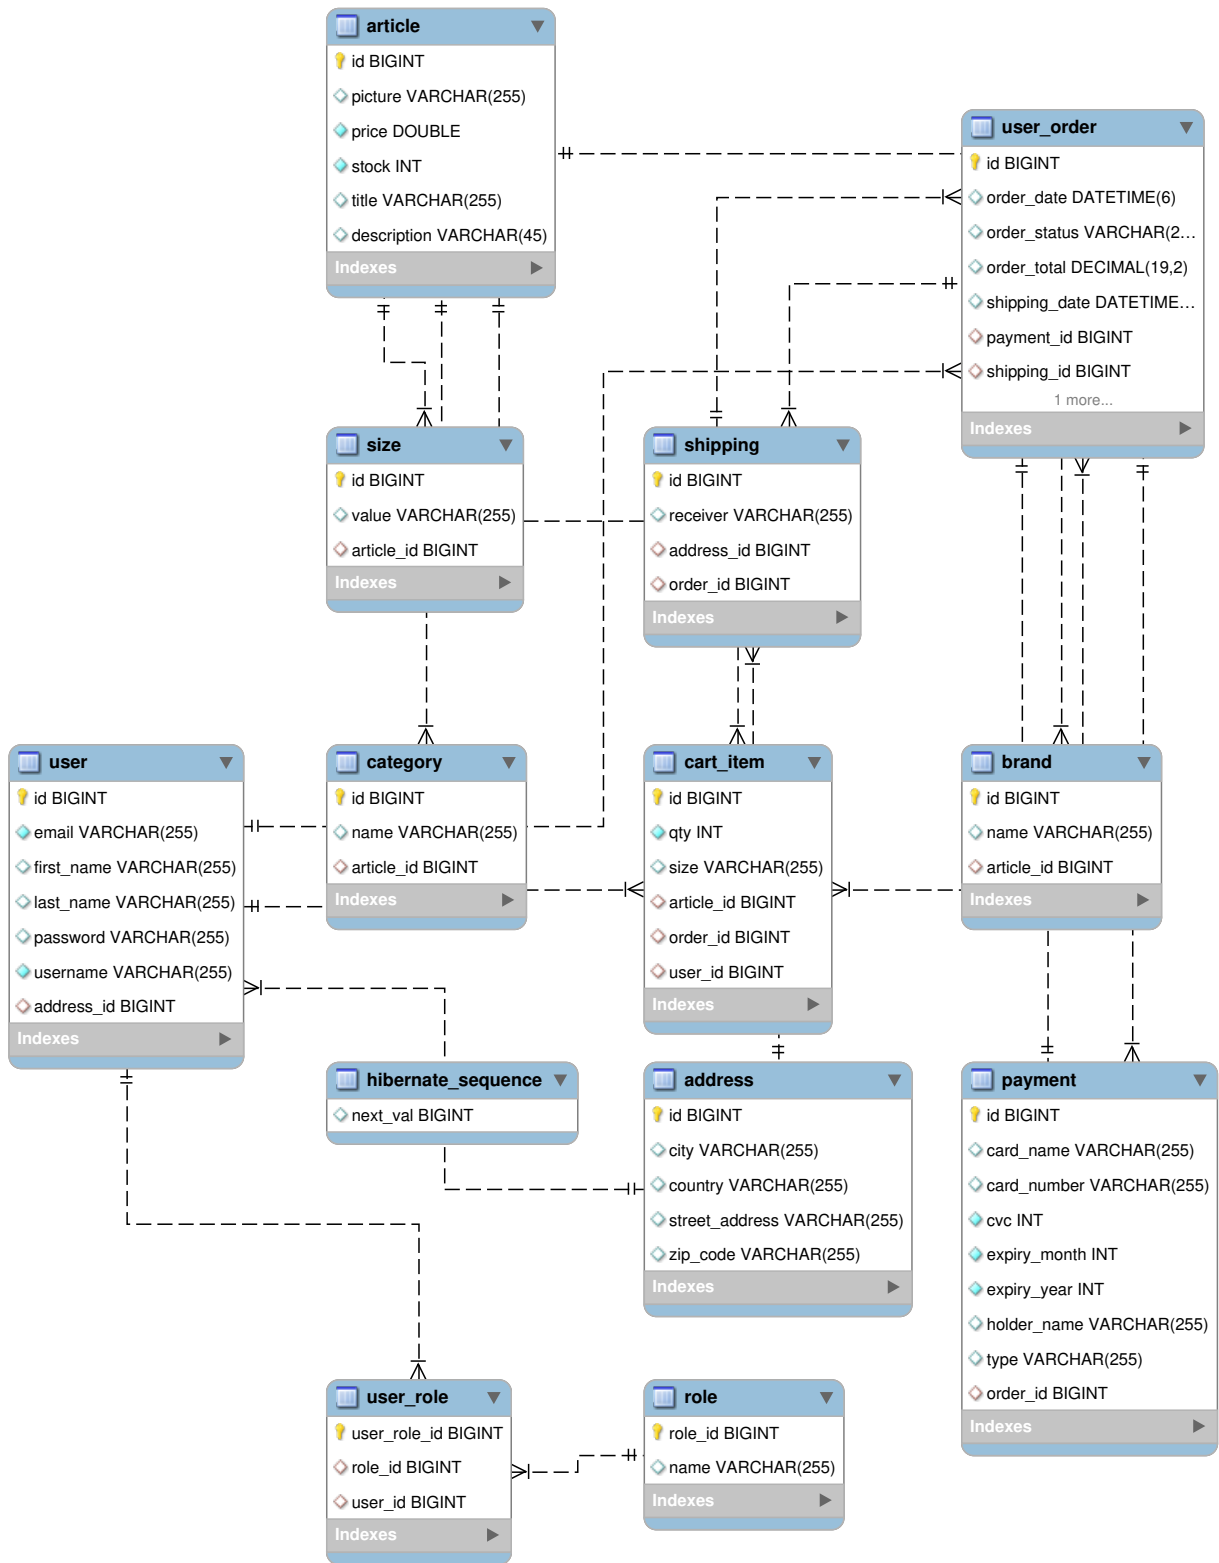 article
id BIGINT
picture VARCHAR(255)
price DOUBLE
stock INT
title VARCHAR(255)
description VARCHAR(45)
Indexes
user_order
id BIGINT
order_date DATETIME(6)
order_status VARCHAR(2...
order_total DECIMAL(19,2)
shipping_date DATETIME...
payment_id BIGINT
shipping_id BIGINT
1 more...
Indexes
size
id BIGINT
value VARCHAR(255)
article_id BIGINT
Indexes
shipping
id BIGINT
receiver VARCHAR(255)
address_id BIGINT
order_id BIGINT
Indexes
user
id BIGINT
email VARCHAR(255)
first_name VARCHAR(255)
last_name VARCHAR(255)
password VARCHAR(255)
username VARCHAR(255)
address_id BIGINT
Indexes
category
id BIGINT
name VARCHAR(255)
article_id BIGINT
Indexes
cart_item
id BIGINT
qty INT
size VARCHAR(255)
article_id BIGINT
order_id BIGINT
user_id BIGINT
Indexes
brand
id BIGINT
name VARCHAR(255)
article_id BIGINT
Indexes
hibernate_sequence
next_val BIGINT
address
id BIGINT
city VARCHAR(255)
country VARCHAR(255)
street_address VARCHAR(255)
zip_code VARCHAR(255)
Indexes
payment
id BIGINT
card_name VARCHAR(255)
card_number VARCHAR(255)
cvc INT
expiry_month INT
expiry_year INT
holder_name VARCHAR(255)
type VARCHAR(255)
order_id BIGINT
Indexes
user_role
user_role_id BIGINT
role_id BIGINT
user_id BIGINT
Indexes
role
role_id BIGINT
name VARCHAR(255)
Indexes